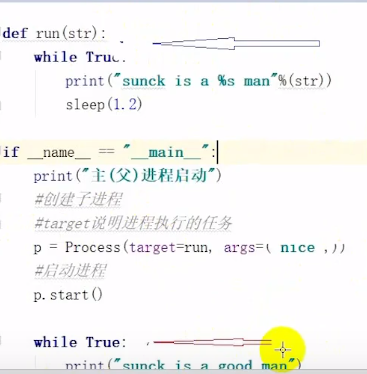 def run(str):
while True:
print("sunck is a %s man"%(str))
sleep(1.2)
if __name__ == "__main__":
print("主(父)进程启动")
#创建子进程
#target说明进程执行的任务
p = Process(target=run, args=( nice ,))
#启动进程
p.start()
while True:
print("sunck is a good man")